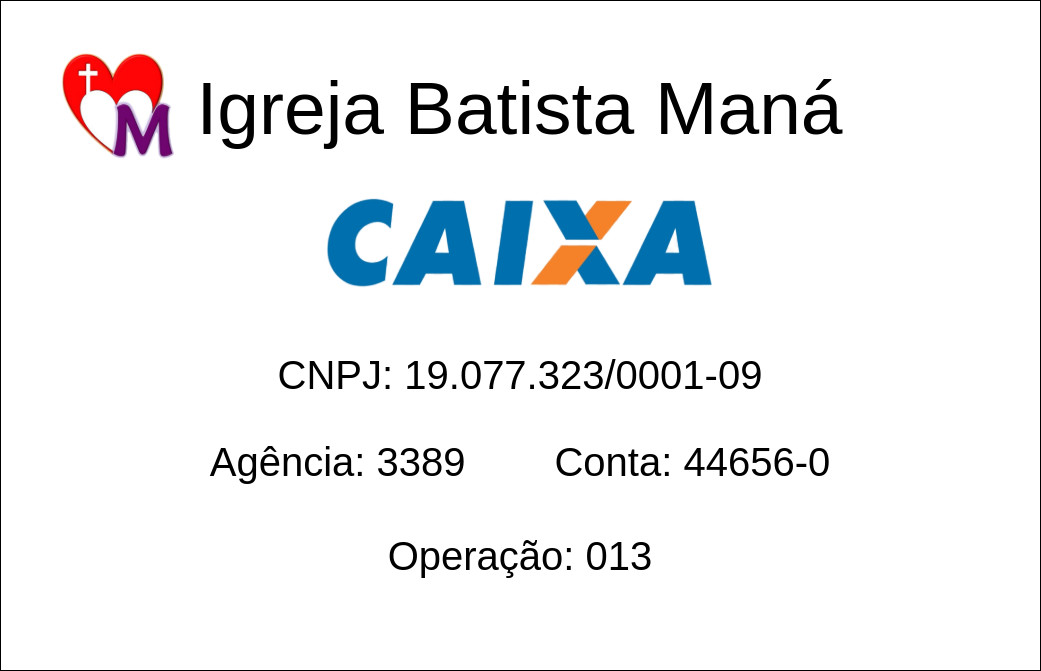 M Igreja Batista Maná
CAIXA
CNPJ: 19.077.323/0001-09
Agência: 3389 Conta: 44656-0
Operação: 013